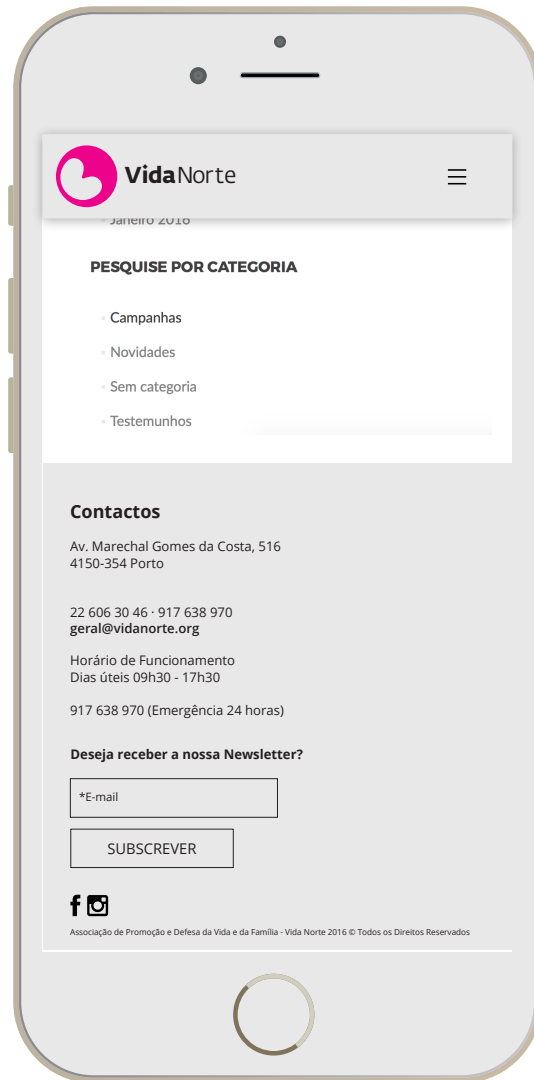 VidaNorte
Janeiro 2016
PESQUISE POR CATEGORIA
Campanhas
Novidades
Sem categoria
Testemunhos
Contactos
Av. Marechal Gomes da Costa, 516
4150-354 Porto
22 606 30 46 · 917 638 970
geral@vidanorte.org
Horário de Funcionamento
Dias úteis 09h30 - 17h30
917 638 970 (Emergência 24 horas)
Deseja receber a nossa Newsletter?
*E-mail
SUBSCREVER
Associação de Promoção e Defesa da Vida e da Família - Vida Norte 2016 © Todos os Direitos Reservados